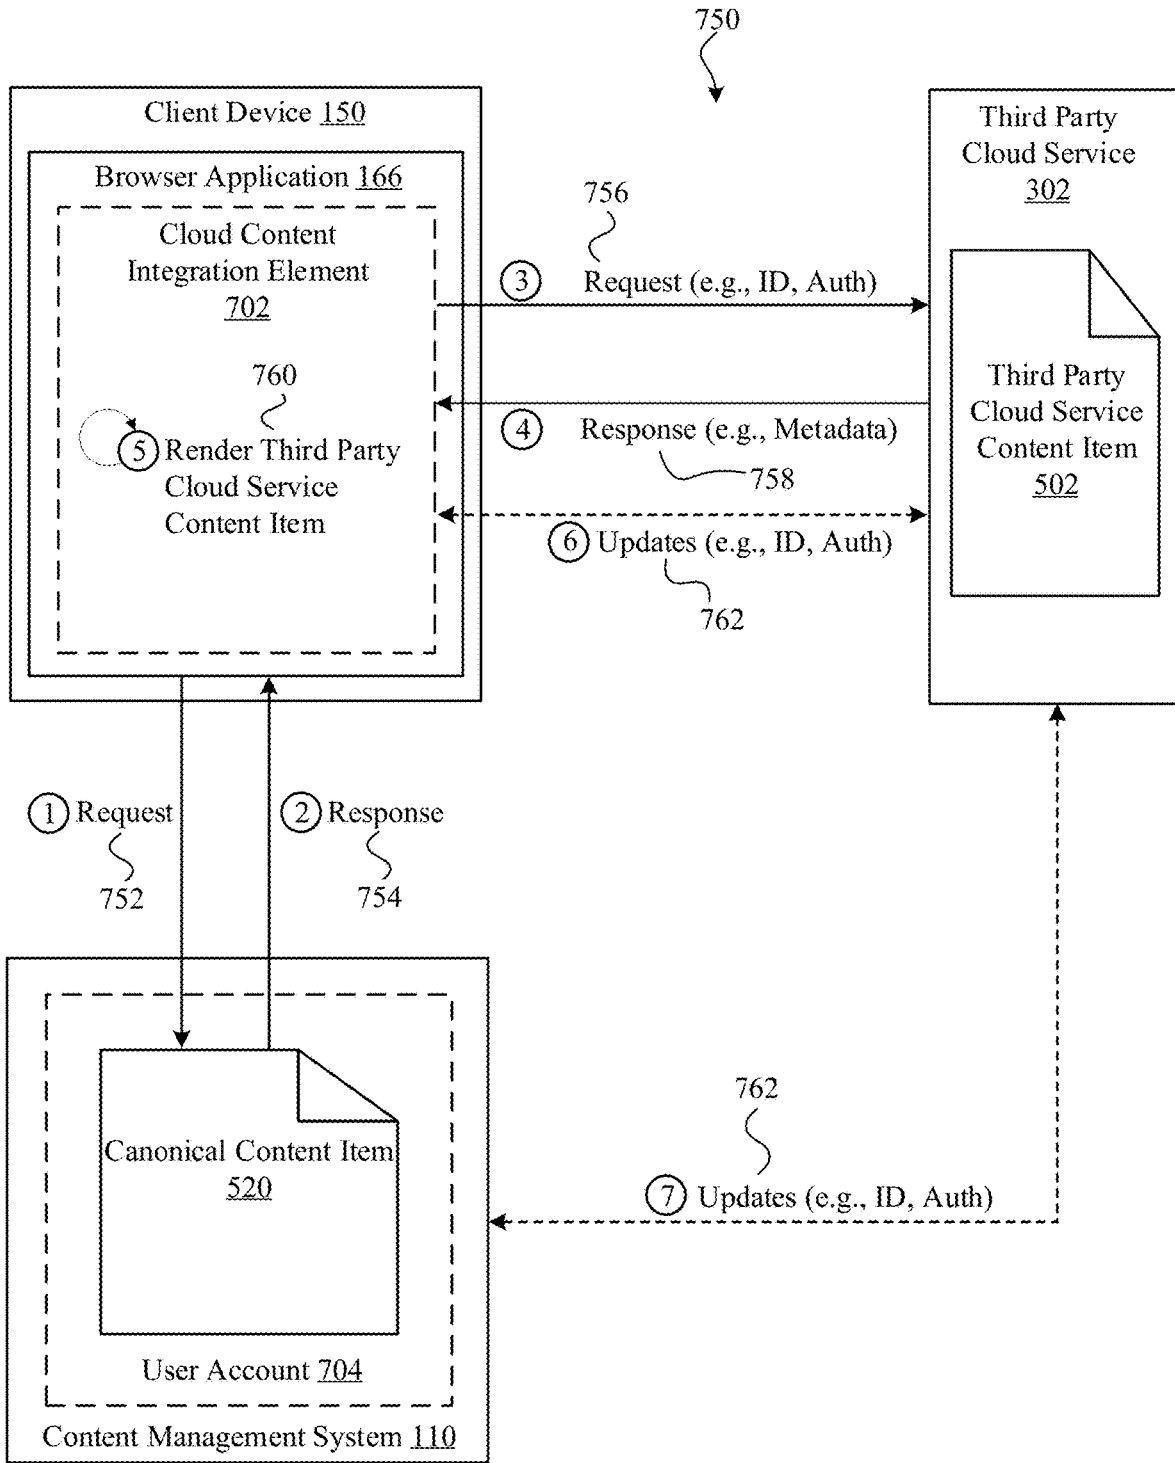 750
Client Device 150
Browser Application 166
Cloud Content
Integration Element
702
760
5 Render Third Party
Cloud Service
Content Item
756
3 Request (e.g., ID, Auth)
4 Response (e.g., Metadata)
758
6 Updates (e.g., ID, Auth)
762
Third Party
Cloud Service
302
Third Party
Cloud Service
Content Item
502
1 Request
752
2 Response
754
Canonical Content Item
520
User Account 704
Content Management System 110
762
7 Updates (e.g., ID, Auth)